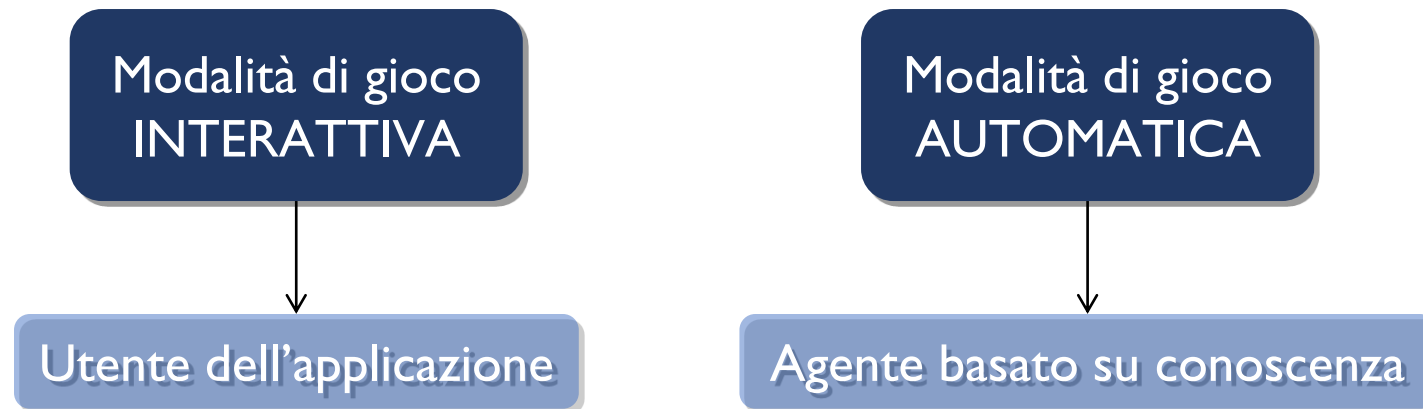 Modalità di gioco
INTERATTIVA
Utente dell’applicazione
Modalità di gioco
AUTOMATICA
Agente basato su conoscenza